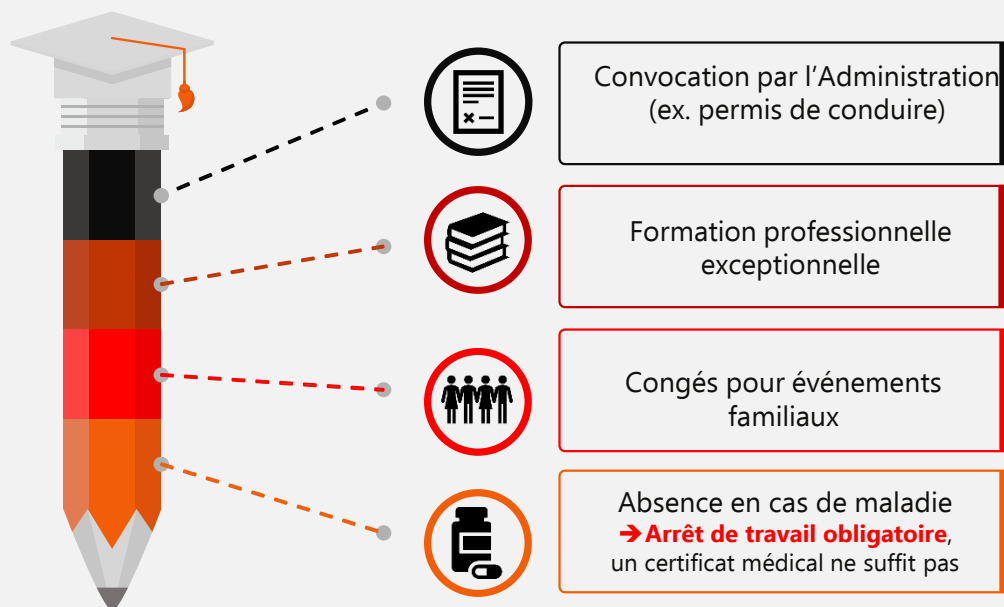 Convocation par l'Administration
(ex. permis de conduire)
Formation professionnelle
exceptionnelle
Congés pour événements
familiaux
Absence en cas de maladie
➔Arrêt de travail obligatoire,
un certificat médical ne suffit pas